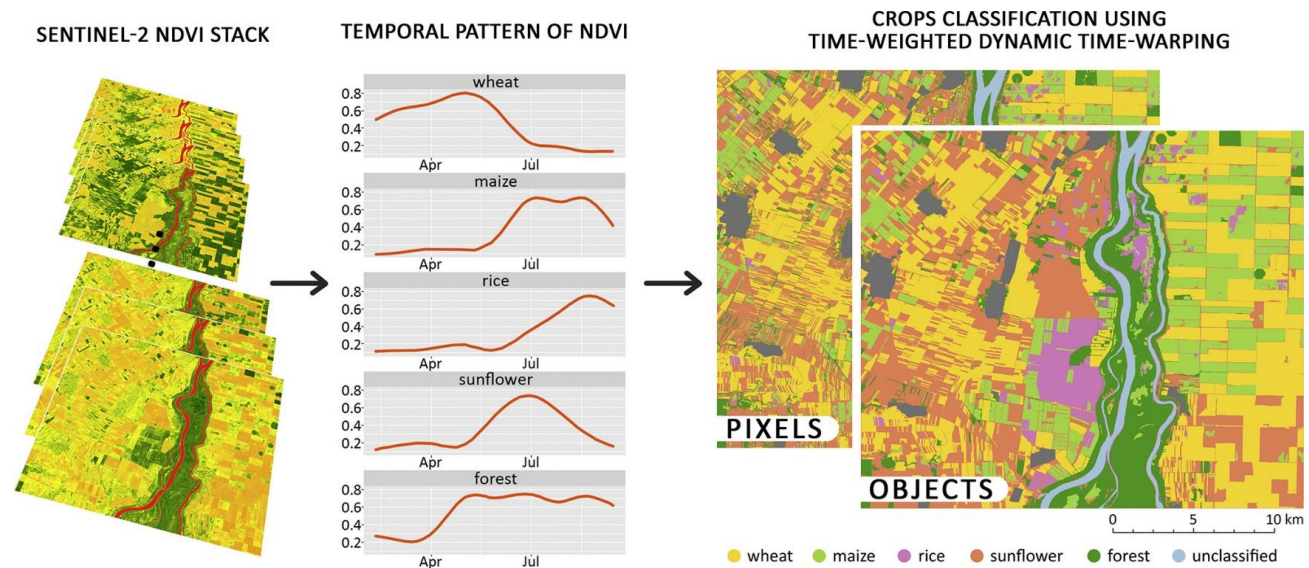 SENTINEL-2 NDVI STACK
TEMPORAL PATTERN OF NDVI
CROPS CLASSIFICATION USING
TIME-WEIGHTED DYNAMIC TIME-WARPING
wheat
0.8
0.6
0.4
0.2
Apr Jul
maize
0.8
0.6
0.4
0.2
Apr Jul
rice
0.8
0.6
0.4
0.2
Apr Jul
sunflower
0.8
0.6
0.4
0.2
Apr Jul
forest
0.8
0.6
0.4
0.2
Apr Jul
PIXELS
OBJECTS
0 5 10 km
wheat maize rice sunflower forest unclassified